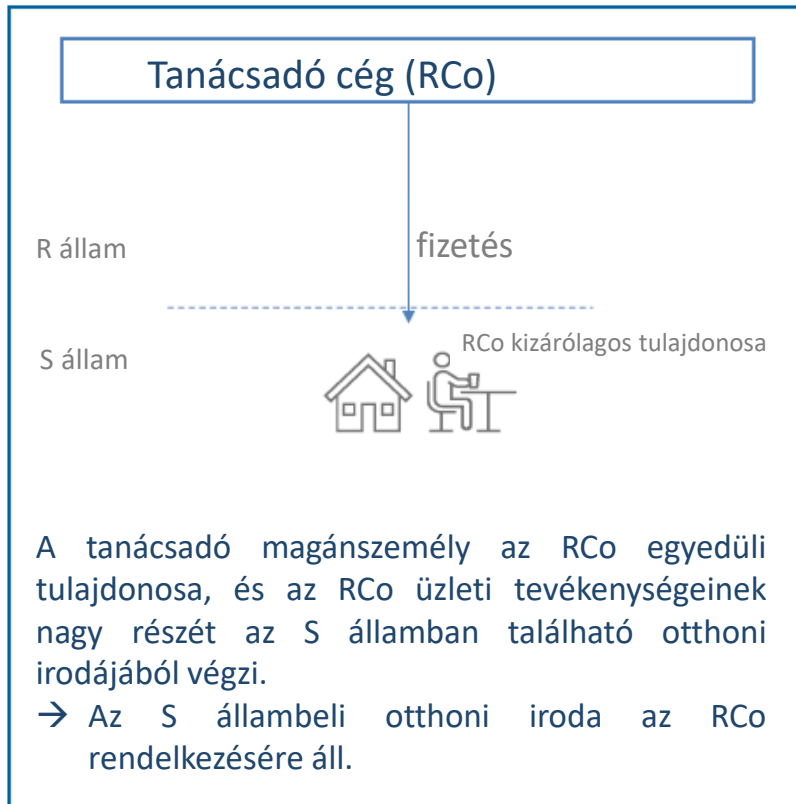 Tanácsadó cég (RCo)
R állam
fizetés
S állam
RCo kizárólagos tulajdonosa
A tanácsadó magánszemély az RCo egyedüli
tulajdonosa, és az RCo üzleti tevékenységeinek
nagy részét az S államban található otthoni
irodájából végzi.
→ Az S állambeli otthoni iroda az RCo
rendelkezésére áll.